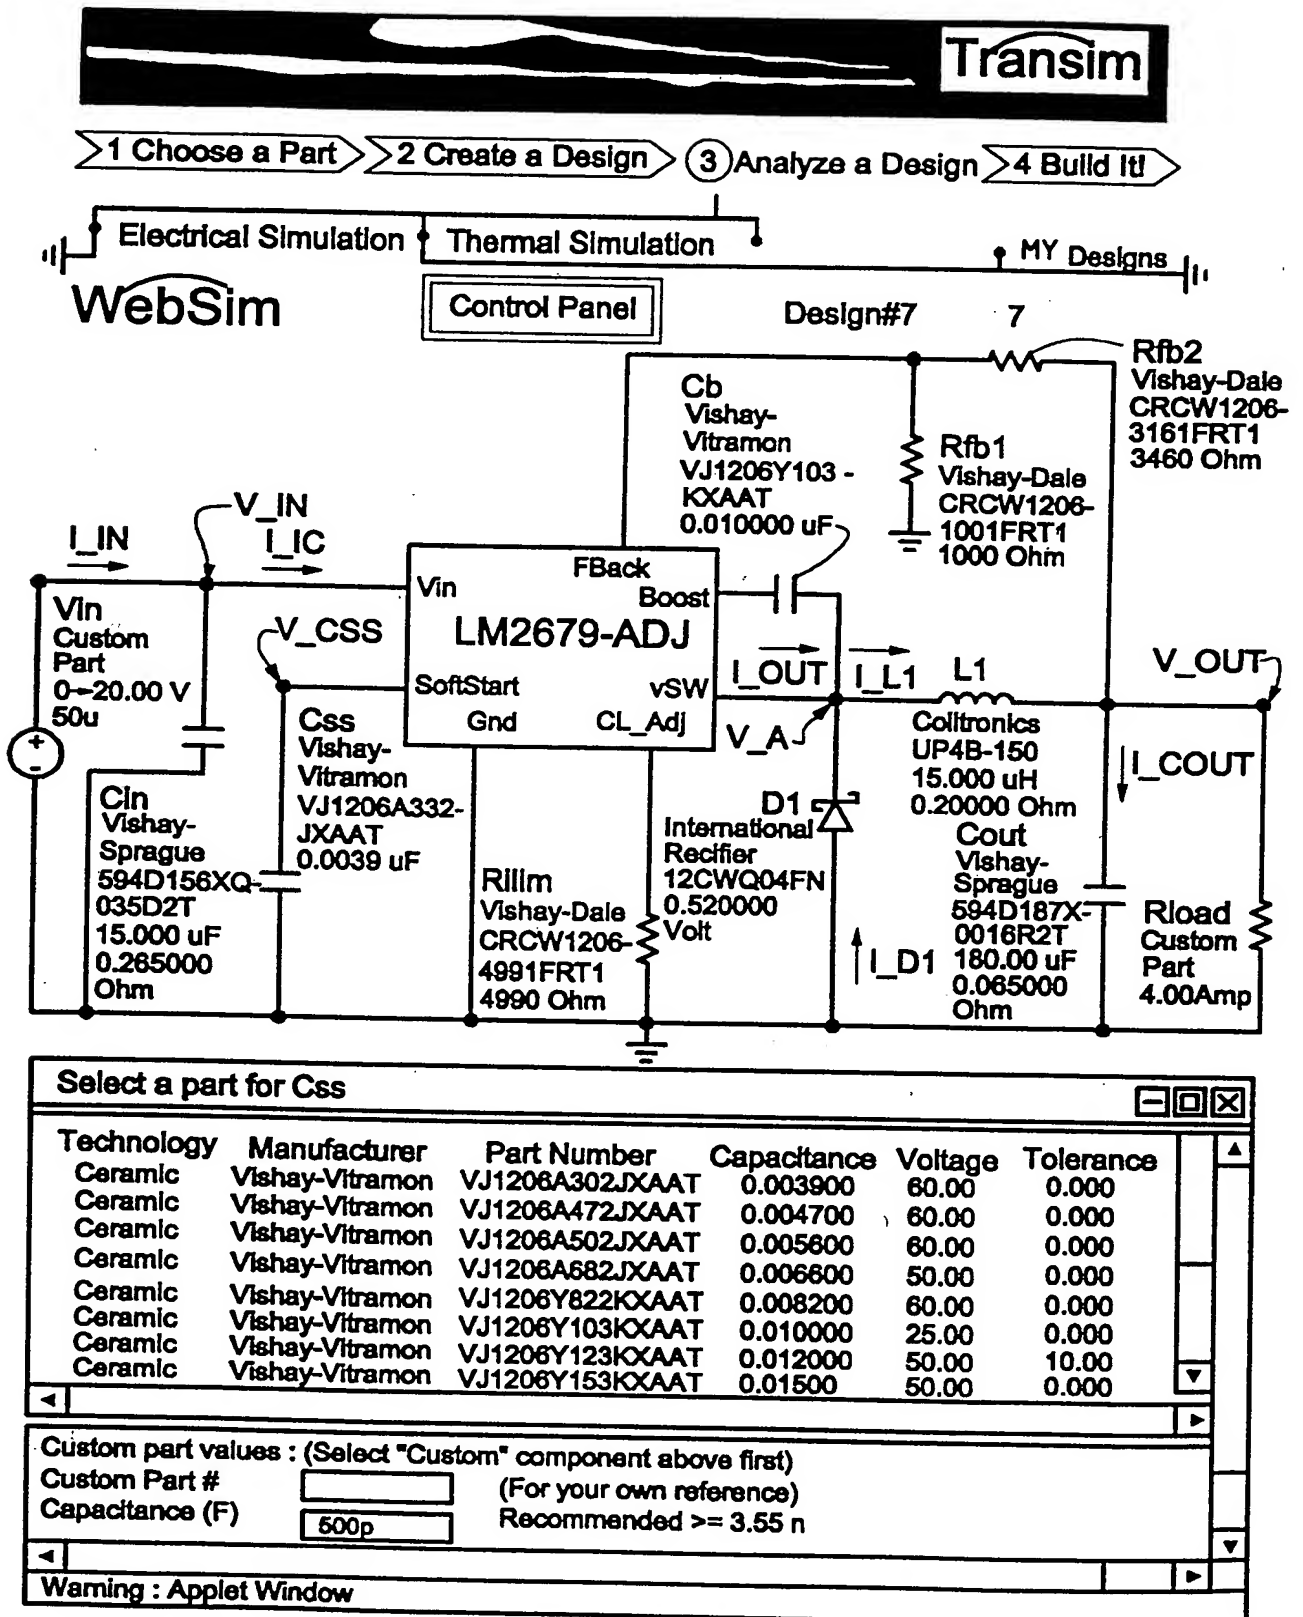 Transim
1 Choose a Part
2 Create a Design
3 Analyze a Design
4 Build It!
Electrical Simulation
Thermal Simulation
MY Designs
WebSim
Control Panel
Design#7
7
Rfb2
Vishay-Dale
CRCW1206-
3161FRT1
3460 Ohm
Cb
Vishay-
Vitramon
VJ1206Y103 -
KXAAT
0.010000 uF
Rfb1
Vishay-Dale
CRCW1206-
1001FRT1
1000 Ohm
I_IN
V_IN
I_IC
Vin
Custom
Part
0-20.00 V
50u
+
-
V_CSS
Vin
FBack
Boost
LM2679-ADJ
SoftStart
vSW
Gnd
CL_Adj
I_OUT
I_L1
L1
V_OUT
V_A
Coiltronics
UP4B-150
15.000 uH
0.20000 Ohm
I_COUT
Css
Vishay-
Vitramon
VJ1206A332-
JXAAT
0.0039 uF
Cin
Vishay-
Sprague
594D156XQ-
035D2T
15.000 uF
0.265000
Ohm
Rilim
Vishay-Dale
CRCW1206-
4991FRT1
4990 Ohm
D1
International
Recifier
12CWQ04FN
0.520000
Volt
I_D1
Cout
Vishay-
Sprague
594D187X-
0016R2T
180.00 uF
0.065000
Ohm
Rload
Custom
Part
4.00Amp
Select a part for Css
Technology Manufacturer Part Number Capacitance Voltage Tolerance
Ceramic Vishay-Vitramon VJ1206A302JXAAT 0.003900 60.00 0.000
Ceramic Vishay-Vitramon VJ1206A472JXAAT 0.004700 60.00 0.000
Ceramic Vishay-Vitramon VJ1206A502JXAAT 0.005600 60.00 0.000
Ceramic Vishay-Vitramon VJ1206A682JXAAT 0.006600 50.00 0.000
Ceramic Vishay-Vitramon VJ1206Y822KXAAT 0.008200 60.00 0.000
Ceramic Vishay-Vitramon VJ1206Y103KXAAT 0.010000 25.00 0.000
Ceramic Vishay-Vitramon VJ1206Y123KXAAT 0.012000 50.00 10.00
Ceramic Vishay-Vitramon VJ1206Y153KXAAT 0.01500 50.00 0.000
Custom part values : (Select "Custom" component above first)
Custom Part # (For your own reference)
Capacitance (F) 500p Recommended >= 3.55 n
Warning : Applet Window